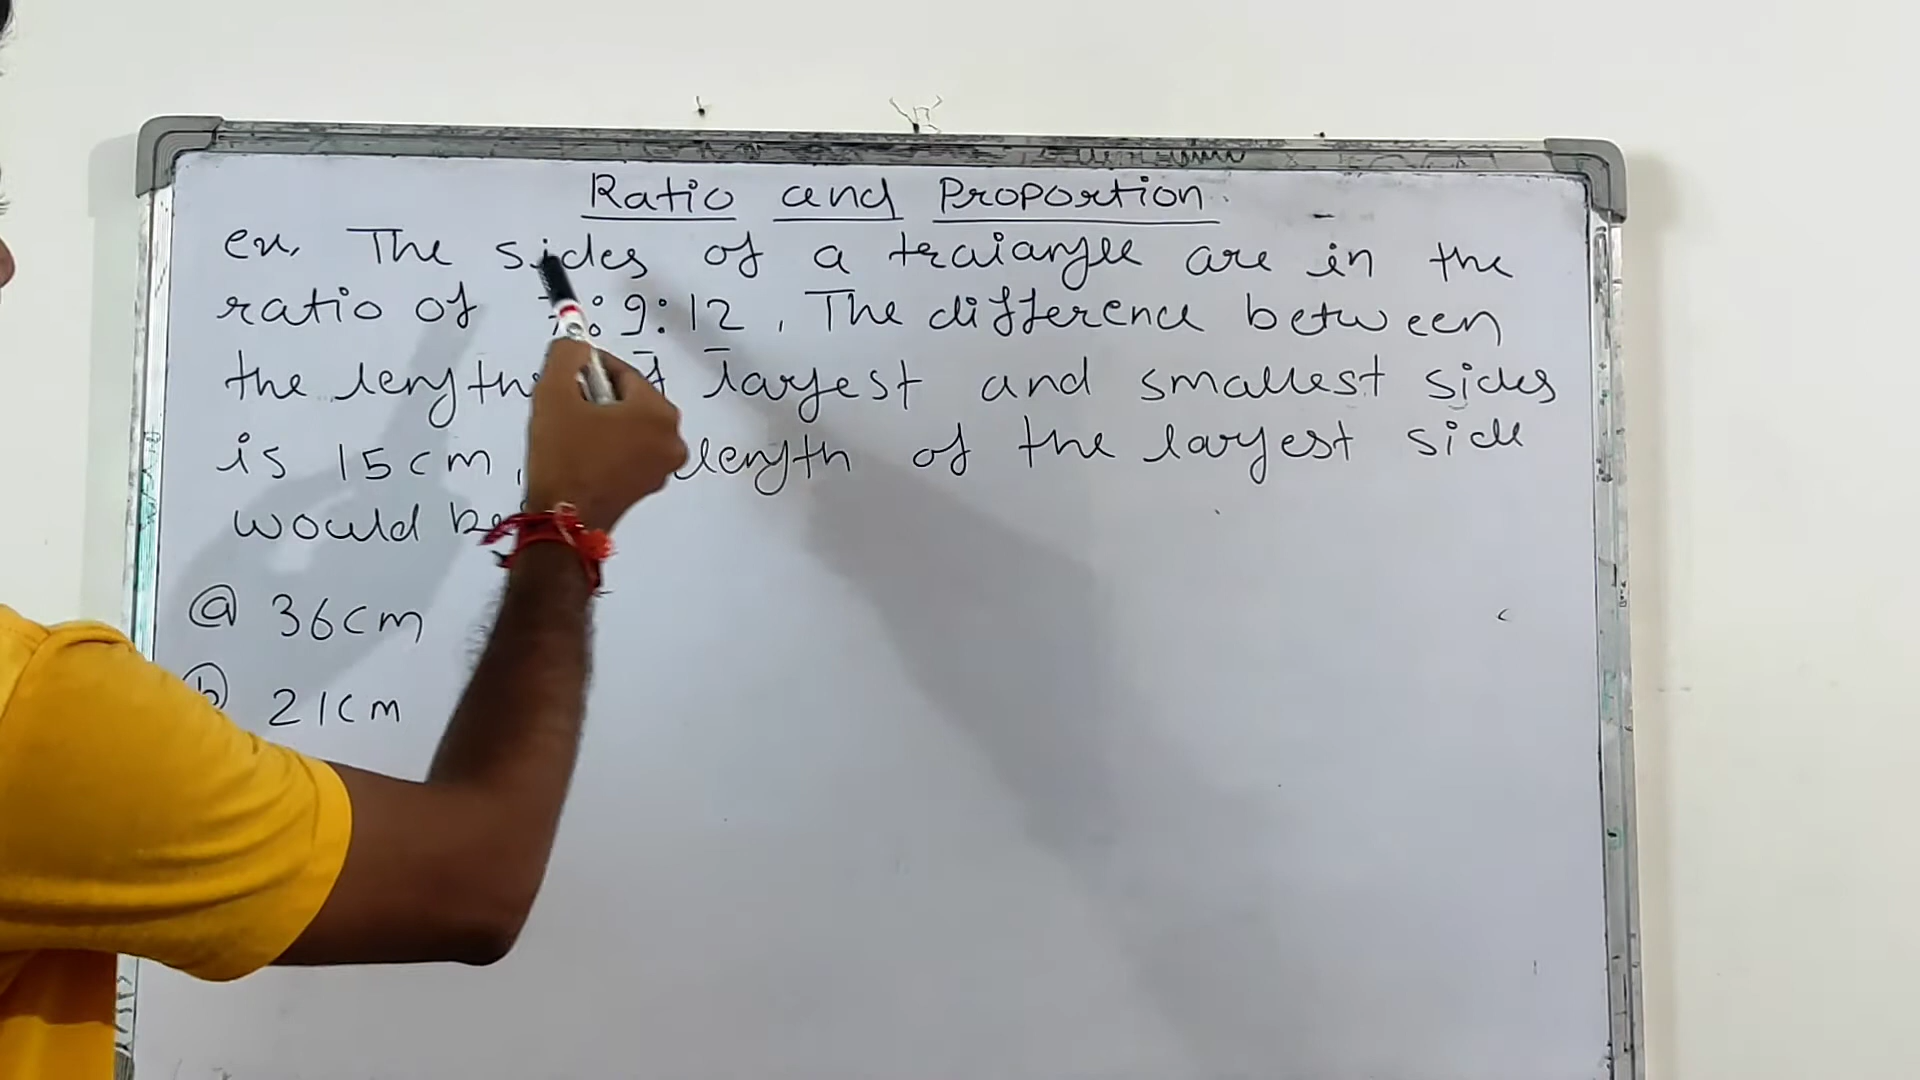 Ratio and Proportion
ex. The sides of a traiangle are in the
ratio of 7:9:12, The difference between
the lengths of largest and smallest sides
is 15cm, length of the largest side
would be
(a) 36cm
(b) 21cm